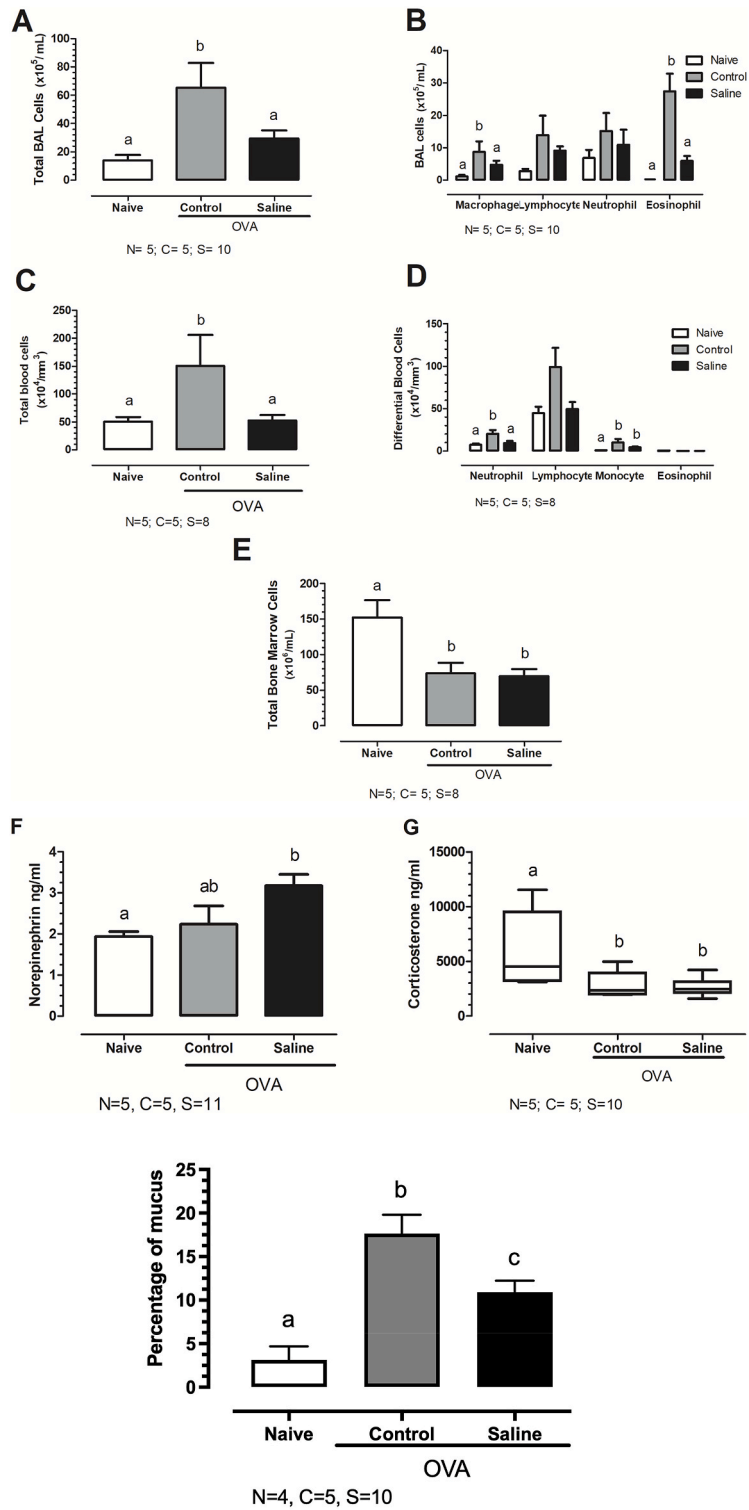 A
Total BAL Cells (x10⁵/ mL)
100
80
60
40
20
0
a
b
a
Naive
Control
Saline
OVA
N= 5; C= 5; S= 10
B
BAL cells (x10⁵/ mL)
40
30
20
10
0
Naive
Control
Saline
a
b
a
a
b
a
Macrophage
Lymphocyte
Neutrophil
Eosinophil
N= 5; C= 5; S= 10
C
Total blood cells
(x10⁴/mm³)
250
200
150
100
50
0
a
b
a
Naive
Control
Saline
OVA
N=5; C=5; S=8
D
Differential Blood Cells
(x10⁴/mm³)
150
100
50
0
Naive
Control
Saline
a
b
a
a
b
b
Neutrophil
Lymphocyte
Monocyte
Eosinophil
N=5; C= 5; S=8
E
Total Bone Marrow Cells
(x10⁶/mL)
200
150
100
50
0
a
b
b
Naive
Control
Saline
OVA
N=5; C= 5; S=8
F
Norepinephrin ng/ml
4
3
2
1
0
a
ab
b
Naive
Control
Saline
OVA
N=5, C=5, S=11
G
Corticosterone ng/ml
15000
10000
5000
0
a
b
b
Naive
Control
Saline
OVA
N=5; C= 5; S=10
Percentage of mucus
25
20
15
10
5
0
a
b
c
Naive
Control
Saline
OVA
N=4, C=5, S=10